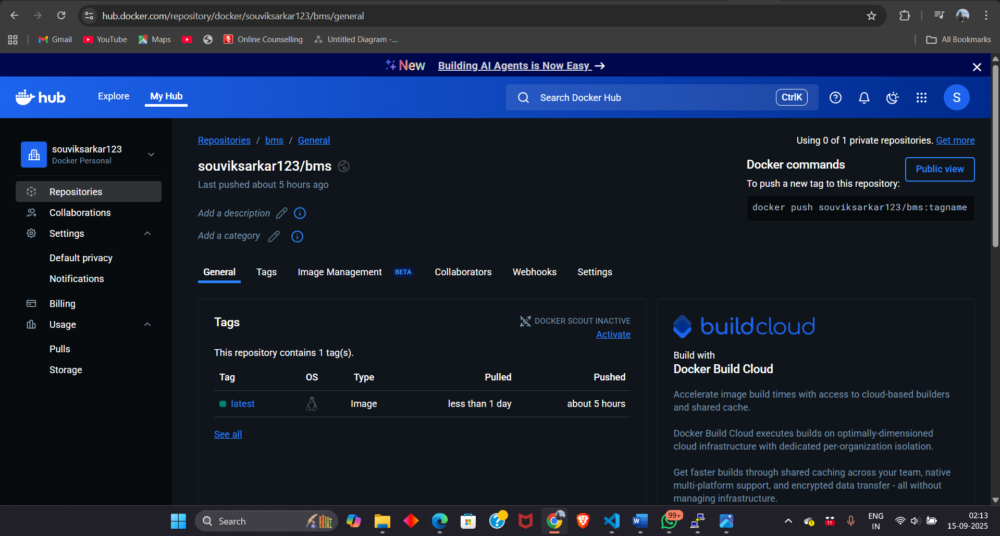 hub.docker.com/repository/docker/souviksarkar123/bms/general
Gmail YouTube Maps Online Counselling Untitled Diagram -... All Bookmarks
New Building AI Agents is Now Easy →
hub Explore My Hub Search Docker Hub CtrlK S
souviksarkar123
Docker Personal
Repositories
Collaborations
Settings
Default privacy
Notifications
Billing
Usage
Pulls
Storage
Repositories / bms / General
Using 0 of 1 private repositories. Get more
souviksarkar123/bms
Last pushed about 5 hours ago
Add a description
Add a category
Docker commands
Public view
To push a new tag to this repository:
docker push souviksarkar123/bms:tagname
General Tags Image Management BETA Collaborators Webhooks Settings
Tags
DOCKER SCOUT INACTIVE
Activate
This repository contains 1 tag(s).
Tag OS Type Pulled Pushed
latest Image less than 1 day about 5 hours
See all
buildcloud
Build with
Docker Build Cloud
Accelerate image build times with access to cloud-based builders
and shared cache.
Docker Build Cloud executes builds on optimally-dimensioned
cloud infrastructure with dedicated per-organization isolation.
Get faster builds through shared caching across your team, native
multi-platform support, and encrypted data transfer - all without
managing infrastructure.
Search
99+
11
ENG
IN
02:13
15-09-2025